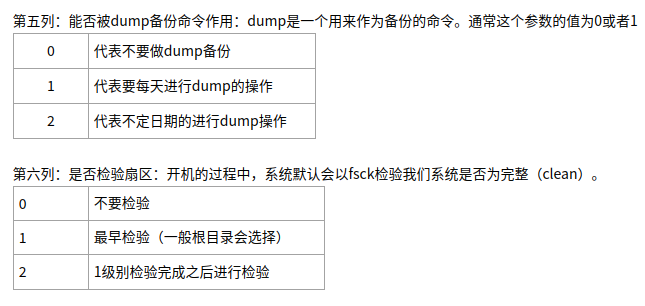 第五列：能否被dump备份命令作用：dump是一个用来作为备份的命令。通常这个参数的值为0或者1
0 代表不要做dump备份
1 代表要每天进行dump的操作
2 代表不定日期的进行dump操作
第六列：是否检验扇区：开机的过程中，系统默认会以fsck检验我们系统是否为完整（clean）。
0 不要检验
1 最早检验（一般根目录会选择）
2 1级别检验完成之后进行检验